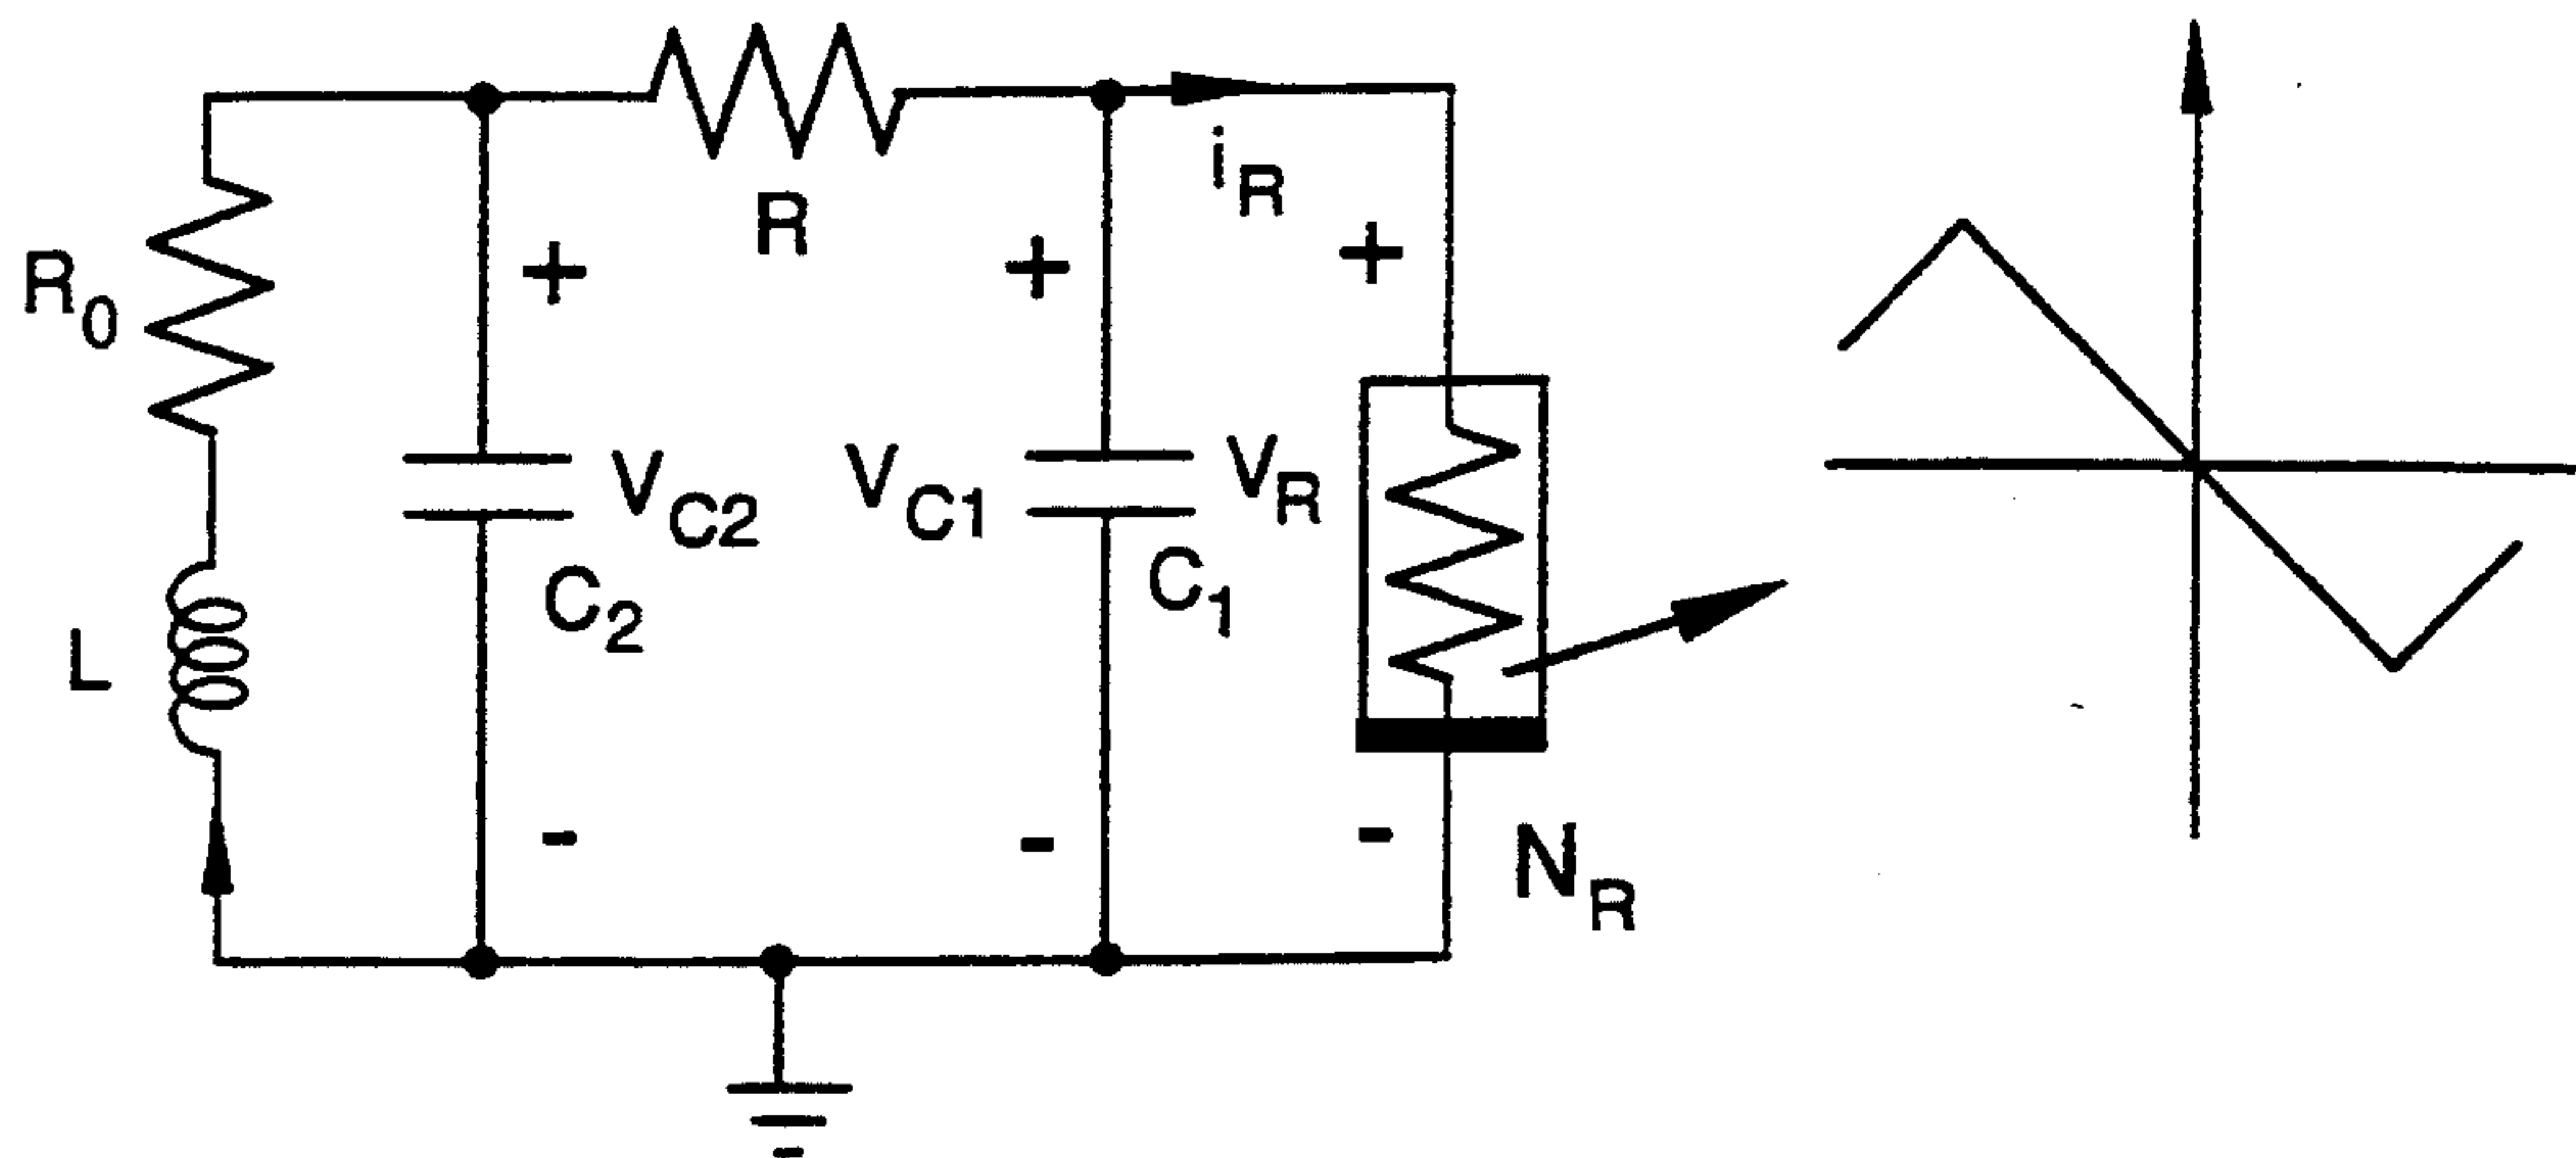 R
i_R
R_0
+
+
+
V_C2
V_C1
V_R
C_2
C_1
L
-
-
-
N_R